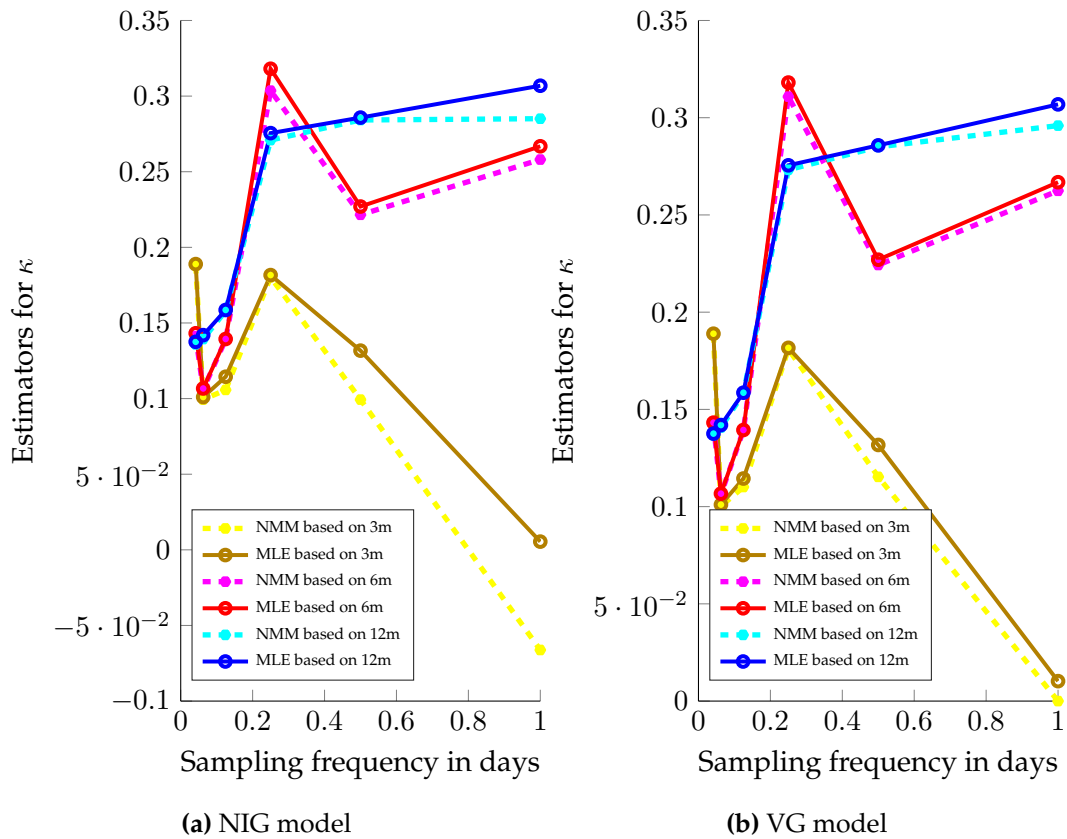 0.35
0.3
0.25
0.2
0.15
0.1
5 · 10⁻²
0
−5 · 10⁻²
−0.1
Estimators for κ
NMM based on 3m
MLE based on 3m
NMM based on 6m
MLE based on 6m
NMM based on 12m
MLE based on 12m
0 0.2 0.4 0.6 0.8 1
Sampling frequency in days
(a) NIG model
0.35
0.3
0.25
0.2
0.15
0.1
5 · 10⁻²
0
Estimators for κ
NMM based on 3m
MLE based on 3m
NMM based on 6m
MLE based on 6m
NMM based on 12m
MLE based on 12m
0 0.2 0.4 0.6 0.8 1
Sampling frequency in days
(b) VG model